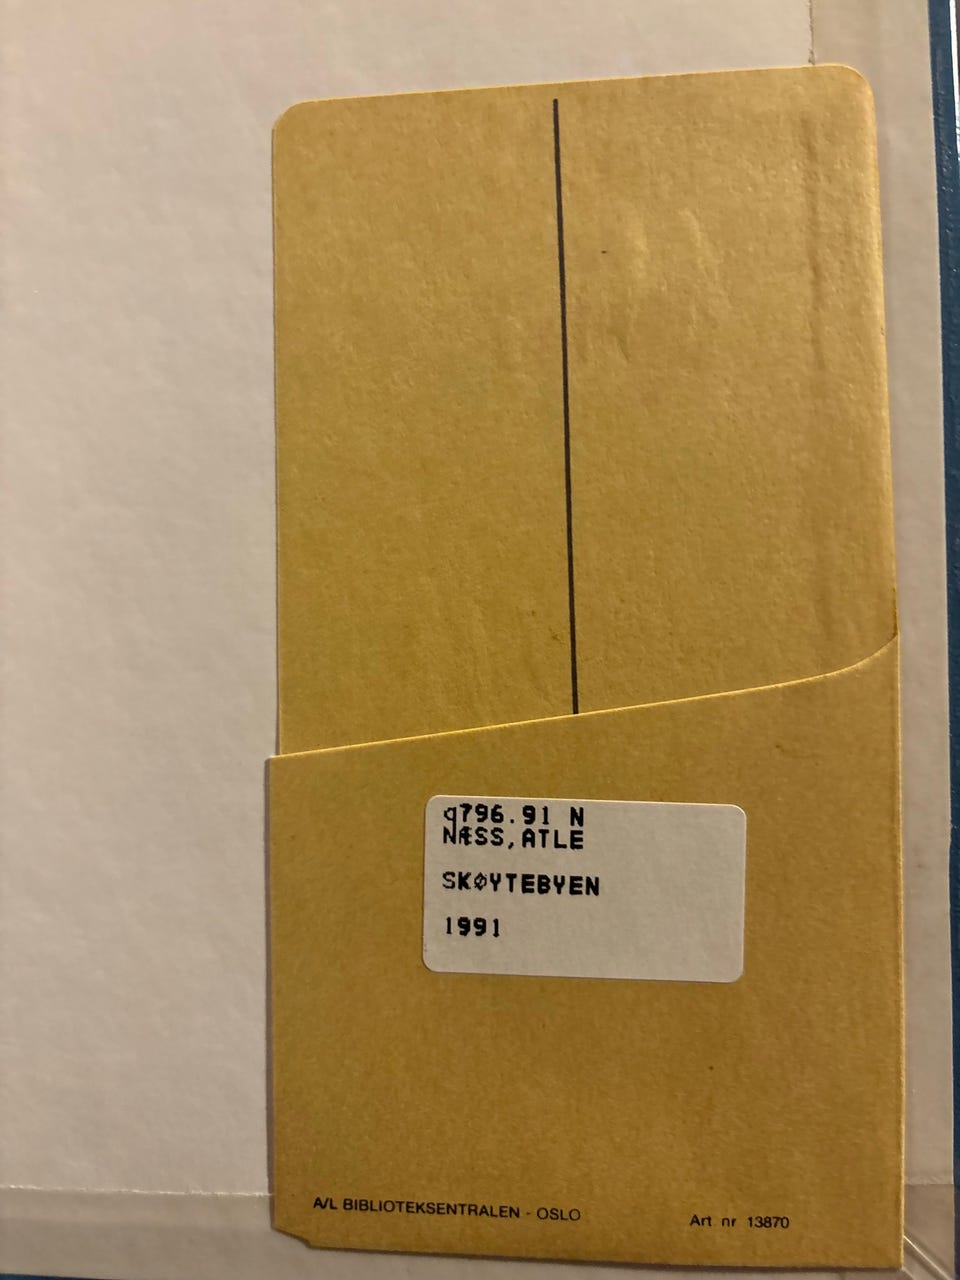 q796.91 N
NÆSS,ATLE
SKØYTEBYEN
1991
A/L BIBLIOTEKSENTRALEN - OSLO
Art nr 13870